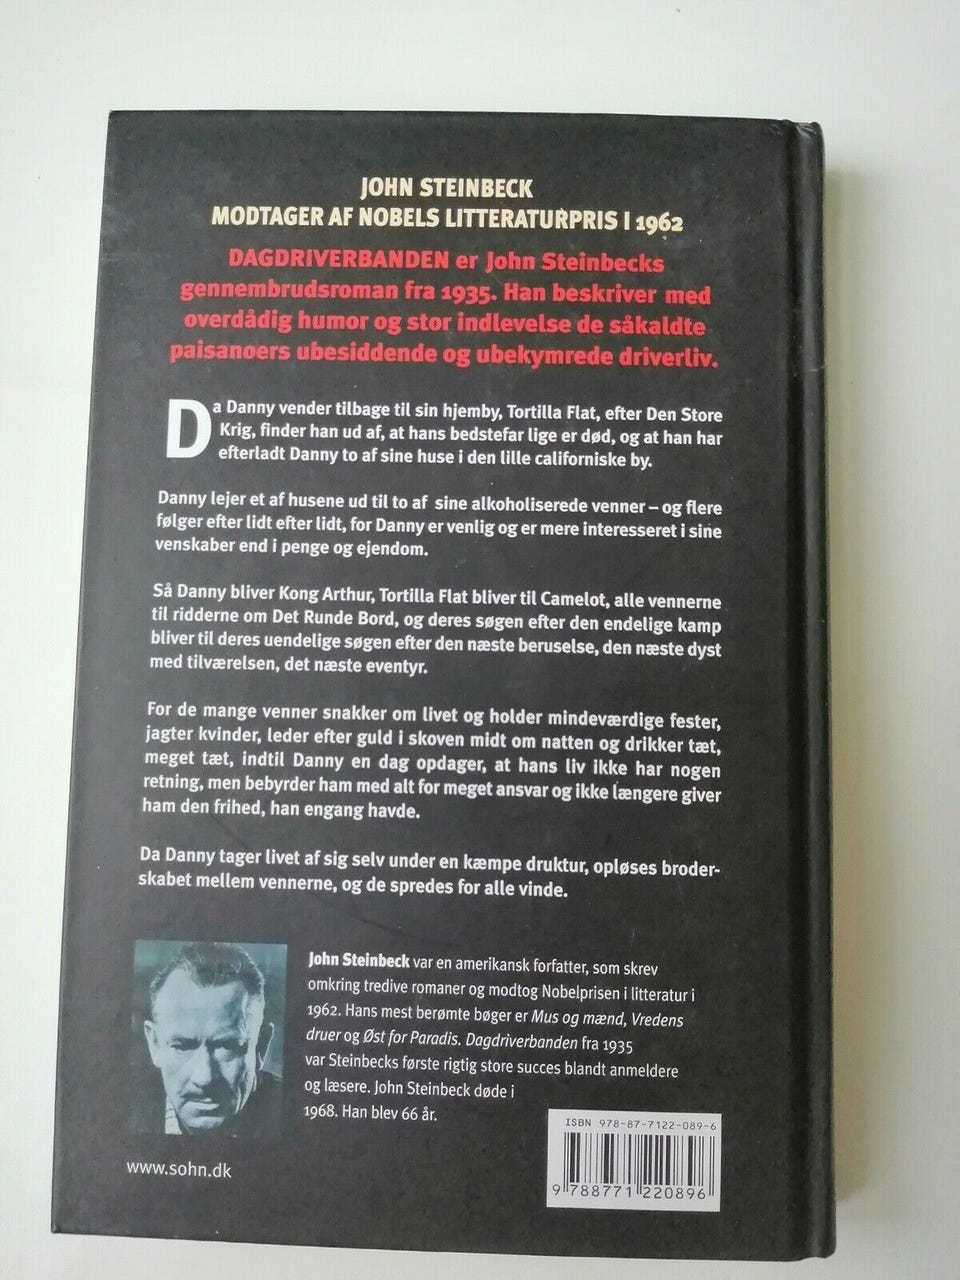 JOHN STEINBECK
MODTAGER AF NOBELS LITTERATURPRIS I 1962
DAGDRIVERBANDEN er John Steinbecks
gennembrudsroman fra 1935. Han beskriver med
overdådig humor og stor indlevelse de såkaldte
paisanoers ubesiddende og ubekymrede driverliv.
Da Danny vender tilbage til sin hjemby, Tortilla Flat, efter Den Store
Krig, finder han ud af, at hans bedstefar lige er død, og at han har
efterladt Danny to af sine huse i den lille californiske by.
Danny lejer et af husene ud til to af sine alkoholiserede venner – og flere
følger efter lidt efter lidt, for Danny er venlig og er mere interesseret i sine
venskaber end i penge og ejendom.
Så Danny bliver Kong Arthur, Tortilla Flat bliver til Camelot, alle vennerne
til ridderne om Det Runde Bord, og deres søgen efter den endelige kamp
bliver til deres uendelige søgen efter den næste beruselse, den næste dyst
med tilværelsen, det næste eventyr.
For de mange venner snakker om livet og holder mindeværdige fester,
jagter kvinder, leder efter guld i skoven midt om natten og drikker tæt,
meget tæt, indtil Danny en dag opdager, at hans liv ikke har nogen
retning, men bebyrder ham med alt for meget ansvar og ikke længere giver
ham den frihed, han engang havde.
Da Danny tager livet af sig selv under en kæmpe druktur, opløses broder-
skabet mellem vennerne, og de spredes for alle vinde.
John Steinbeck var en amerikansk forfatter, som skrev
omkring tredive romaner og modtog Nobelprisen i litteratur i
1962. Hans mest berømte bøger er Mus og mænd, Vredens
druer og Øst for Paradis. Dagdriverbanden fra 1935
var Steinbecks første rigtig store succes blandt anmeldere
og læsere. John Steinbeck døde i
1968. Han blev 66 år.
ISBN 978-87-7122-089-6
9 788771 220896
www.sohn.dk